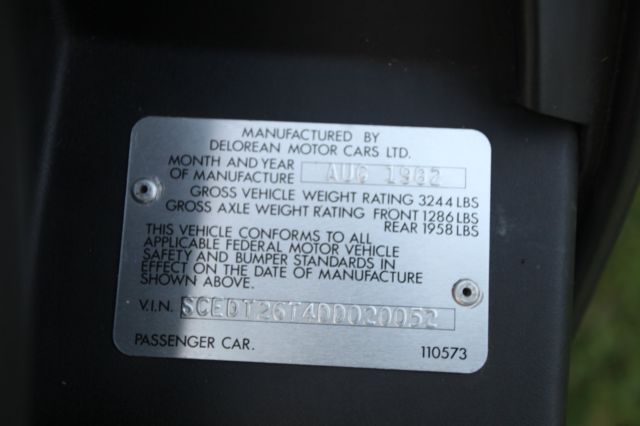 MANUFACTURED BY
DELOREAN MOTOR CARS LTD.
MONTH AND YEAR
OF MANUFACTURE AUG 1982
GROSS VEHICLE WEIGHT RATING 3244 LBS
GROSS AXLE WEIGHT RATING FRONT 1286 LBS
REAR 1958 LBS
THIS VEHICLE CONFORMS TO ALL
APPLICABLE FEDERAL MOTOR VEHICLE
SAFETY AND BUMPER STANDARDS IN
EFFECT ON THE DATE OF MANUFACTURE
SHOWN ABOVE.
V.I.N. SCEDT26T4DD020052
PASSENGER CAR. 110573